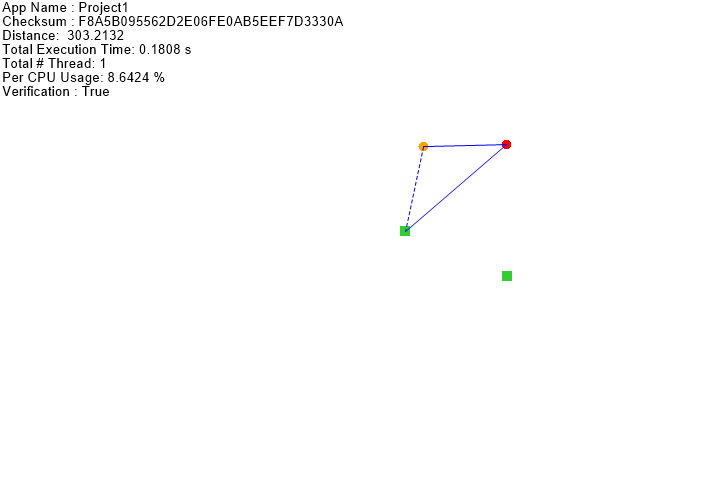 App Name : Project1
Checksum : F8A5B095562D2E06FE0AB5EEF7D3330A
Distance:  303.2132
Total Execution Time: 0.1808 s
Total # Thread: 1
Per CPU Usage: 8.6424 %
Verification : True